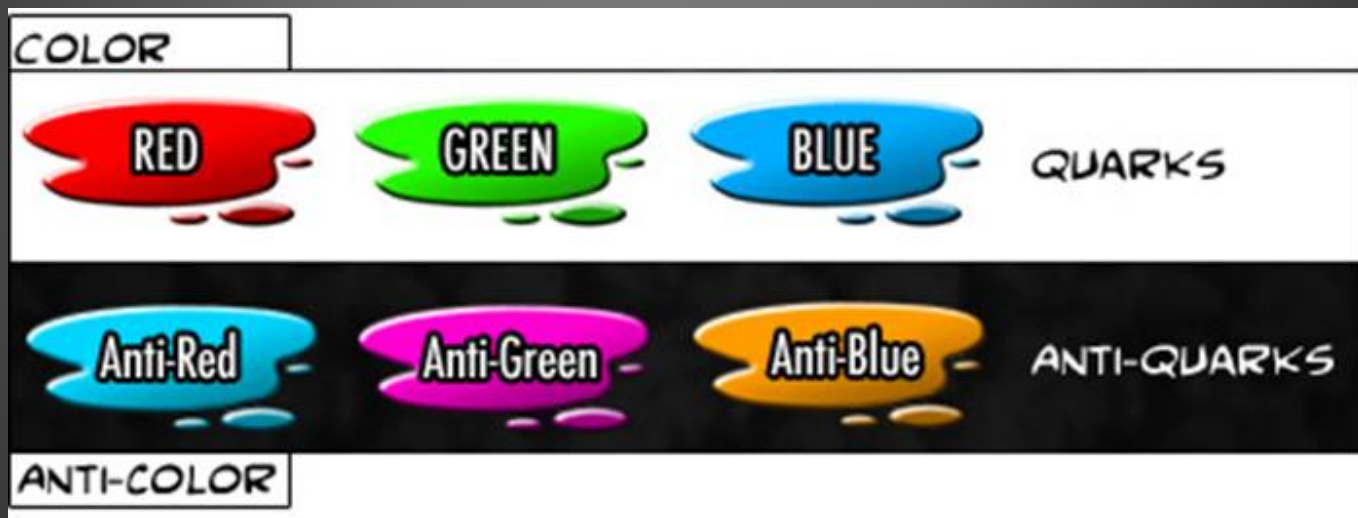 COLOR
RED GREEN BLUE QUARKS
Anti-Red Anti-Green Anti-Blue ANTI-QUARKS
ANTI-COLOR